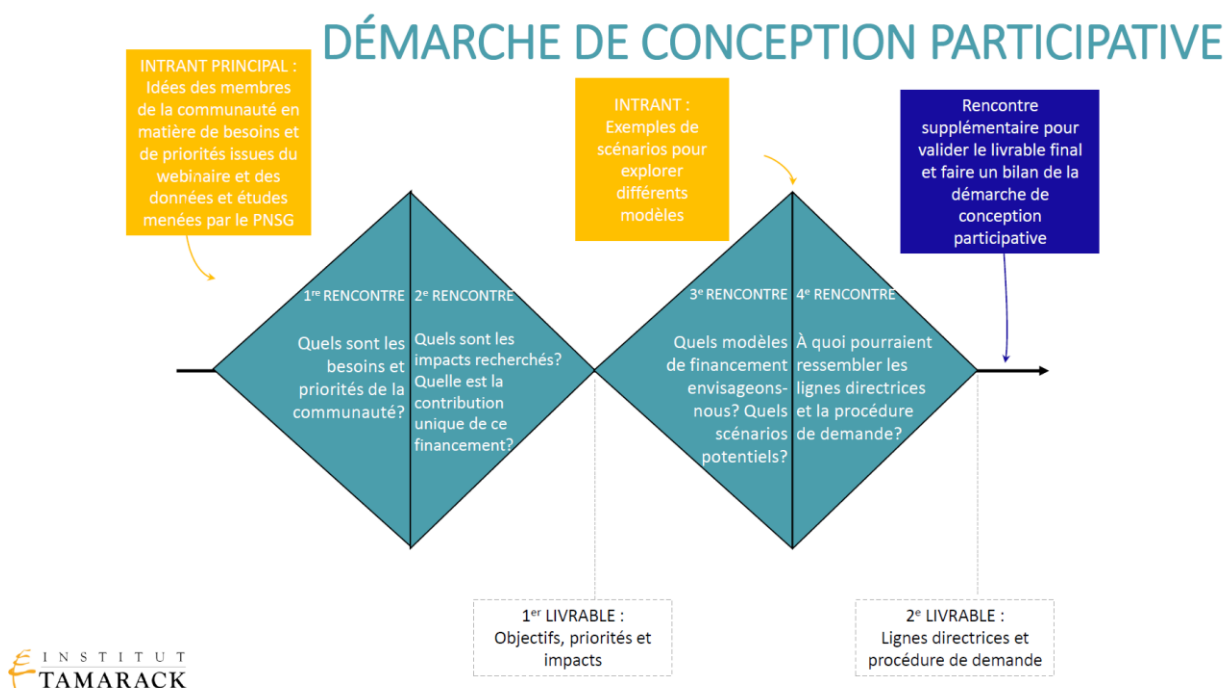 DÉMARCHE DE CONCEPTION PARTICIPATIVE
INTRANT PRINCIPAL :
Idées des membres
de la communauté en
matière de besoins et
de priorités issues du
webinaire et des
données et études
menées par le PNSG
INTRANT :
Exemples de
scénarios pour
explorer
différents
modèles
Rencontre
supplémentaire pour
valider le livrable final
et faire un bilan de la
démarche de
conception
participative
1re RENCONTRE
Quels sont les
besoins et
priorités de la
communauté?
2e RENCONTRE
Quels sont les
impacts recherchés?
Quelle est la
contribution
unique de ce
financement?
3e RENCONTRE
Quels modèles
de financement
envisageons-
nous? Quels
scénarios
potentiels?
4e RENCONTRE
À quoi pourraient
ressembler les
lignes directrices
et la procédure
de demande?
1er LIVRABLE :
Objectifs, priorités et
impacts
2e LIVRABLE :
Lignes directrices et
procédure de demande
INSTITUT
TAMARACK